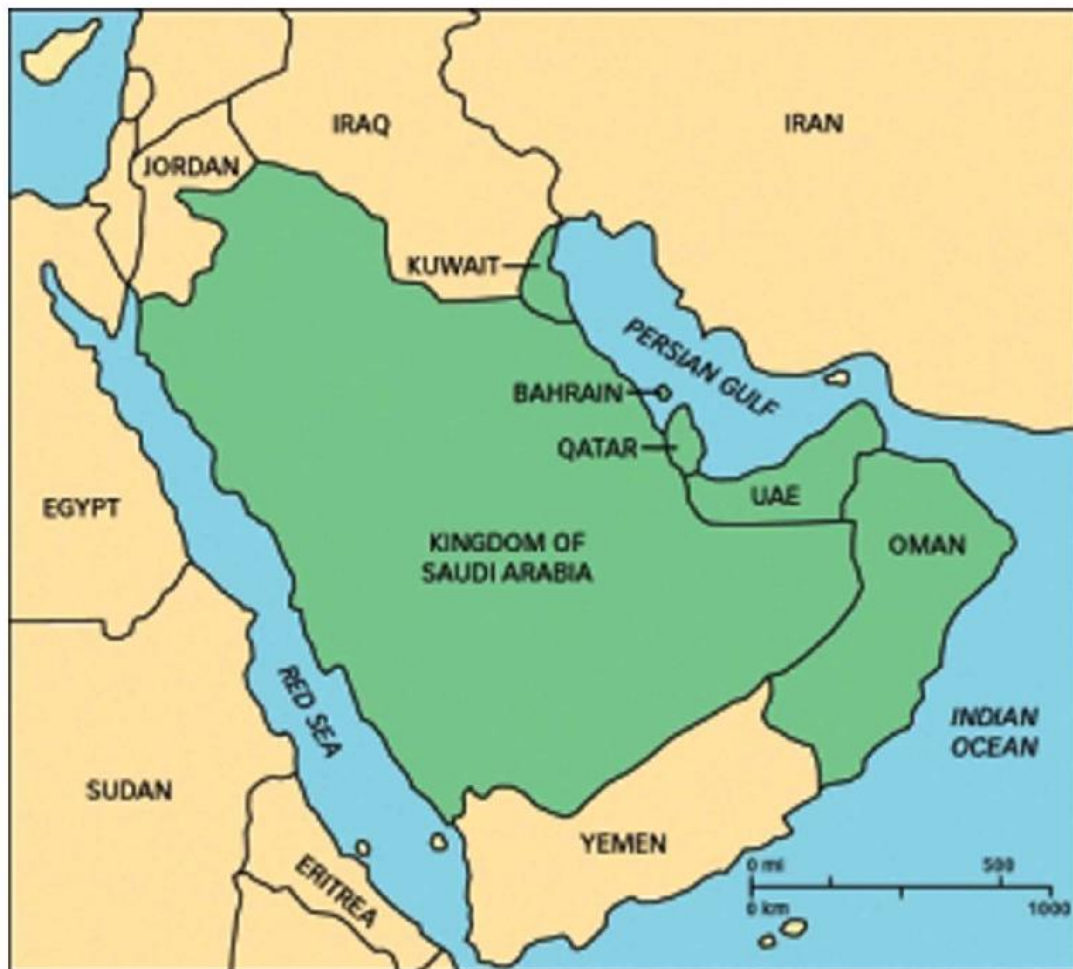 IRAQ
IRAN
JORDAN
KUWAIT
PERSIAN GULF
BAHRAIN
QATAR
EGYPT
UAE
KINGDOM OF
SAUDI ARABIA
OMAN
RED SEA
INDIAN
OCEAN
SUDAN
YEMEN
ERITREA
0 mi 500
0 km 1000